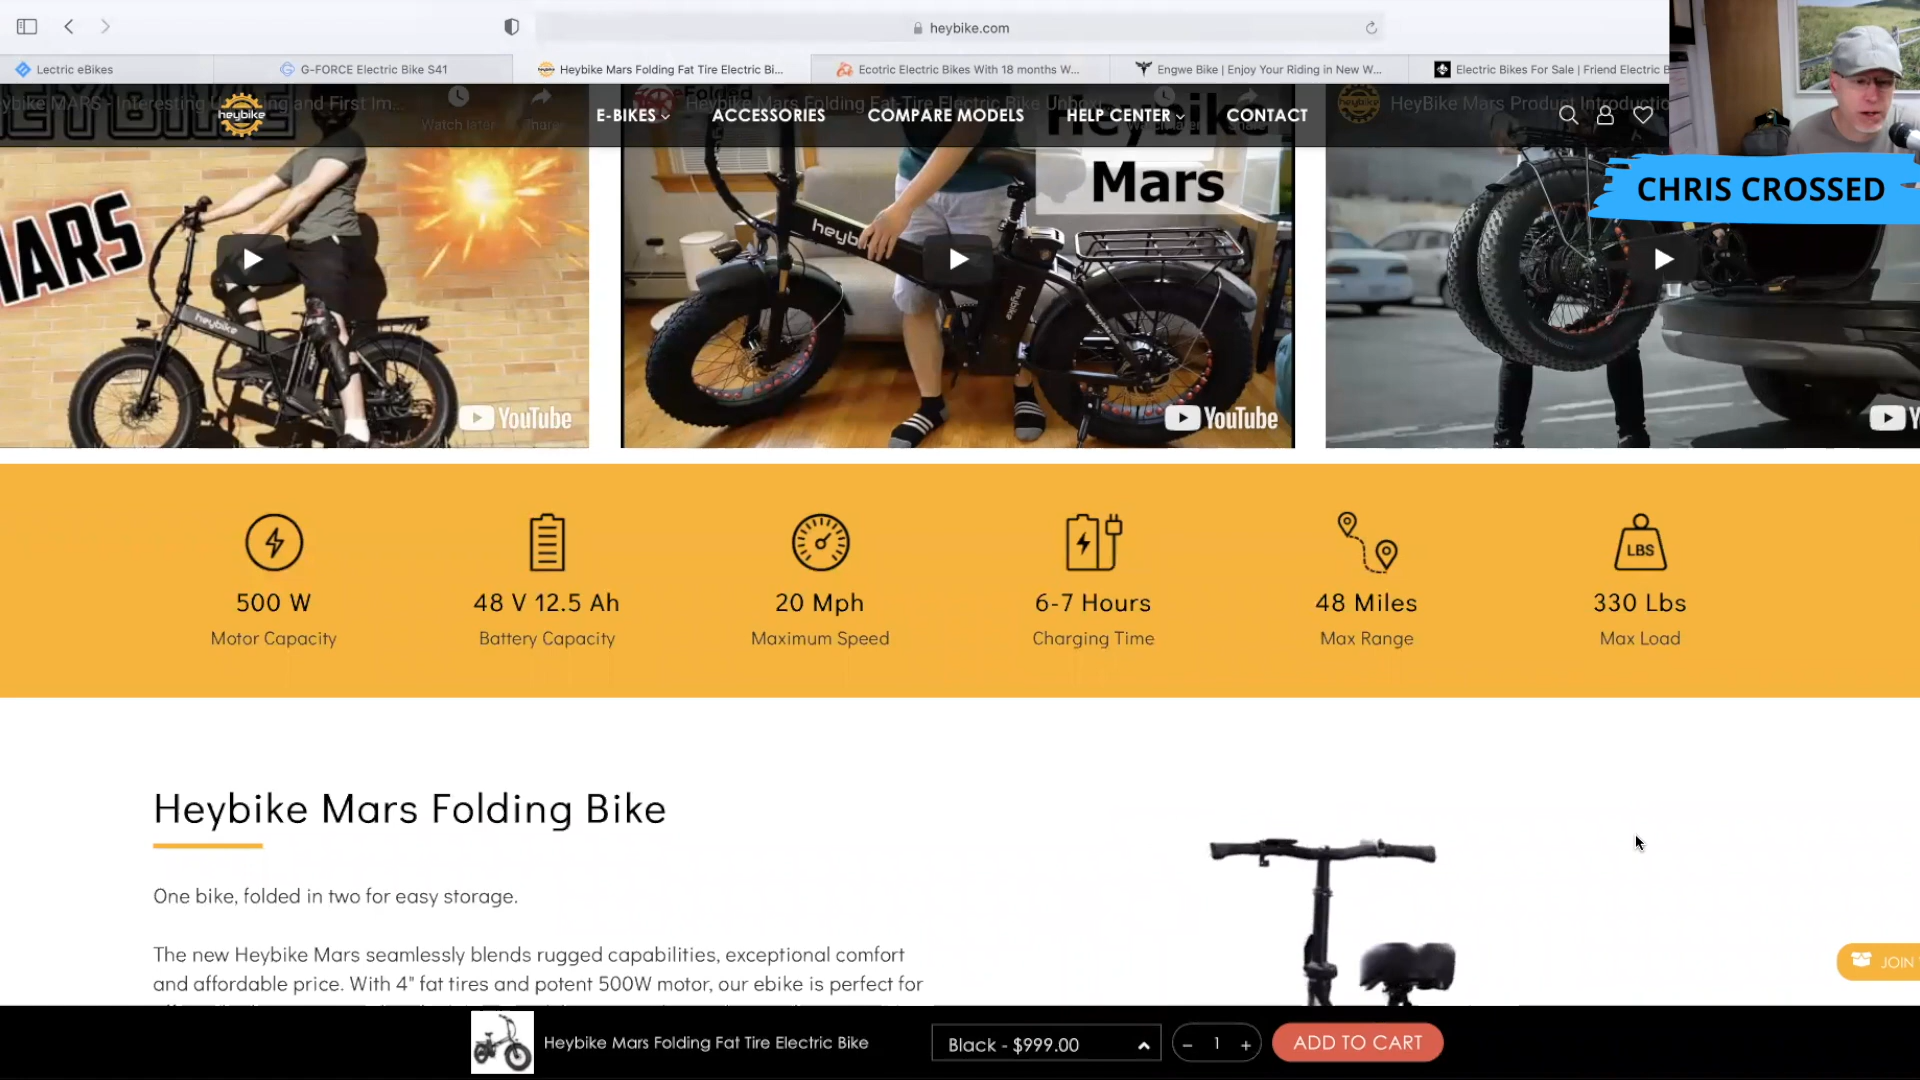 heybike.com
Lectric eBikes
G-FORCE Electric Bike S41
Heybike Mars Folding Fat Tire Electric Bi...
Ecotric Electric Bikes With 18 months W...
Engwe Bike | Enjoy Your Riding in New W...
Electric Bikes For Sale | Friend Electric B
heybike
E-BIKES
ACCESSORIES
COMPARE MODELS
HELP CENTER
CONTACT
Watch later
HeyBike Mars Product Introductio
CHRIS CROSSED
MARS
heybike
YouTube
Heybike
Mars
heybike
YouTube
500 W
Motor Capacity
48 V 12.5 Ah
Battery Capacity
20 Mph
Maximum Speed
6-7 Hours
Charging Time
48 Miles
Max Range
LBS
330 Lbs
Max Load
Heybike Mars Folding Bike
One bike, folded in two for easy storage.
The new Heybike Mars seamlessly blends rugged capabilities, exceptional comfort
and affordable price. With 4" fat tires and potent 500W motor, our ebike is perfect for
JOIN
Heybike Mars Folding Fat Tire Electric Bike
Black - $999.00
− 1 +
ADD TO CART